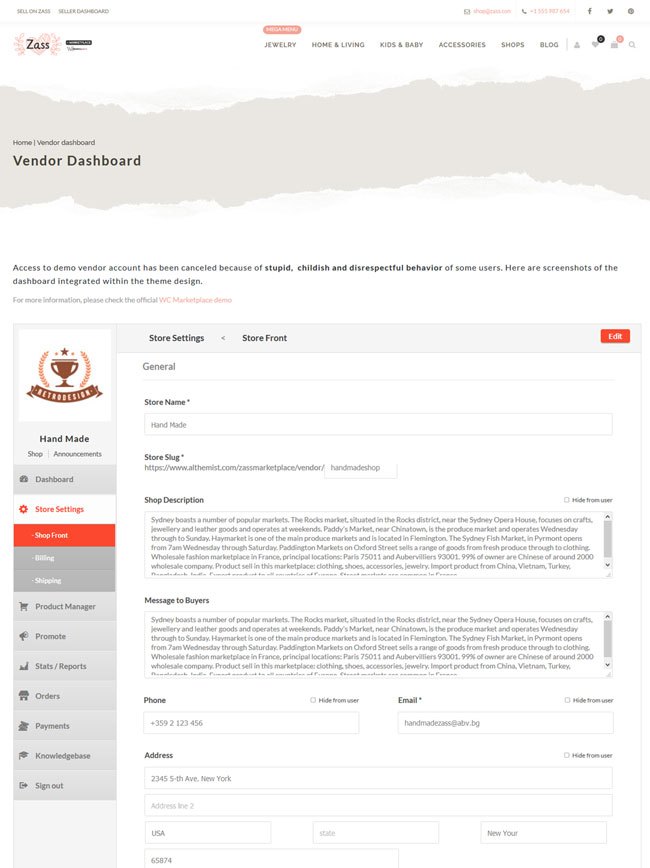 SELL ON ZASS SELLER DASHBOARD
shop@zass.con +1 555 997 654
Zass
MEGA MENU
JEWELRY HOME & LIVING KIDS & BABY ACCESSORIES SHOPS BLOG 0 0
Home | Vendor dashboard
Vendor Dashboard
Access to demo vendor account has been canceled because of stupid, childish and disrespectful behavior of some users. Here are screenshots of the
dashboard integrated within the theme design.
For more information, please check the official WC Marketplace demo
RETRODESIGN
Hand Made
Shop Announcements
Dashboard
Store Settings
- Shop Front
- Billing
- Shipping
Product Manager
Promote
Stats / Reports
Orders
Payments
Knowledgebase
Sign out
Store Settings < Store Front Edit
General
Store Name *
Hand Made
Store Slug *
https://www.althemist.com/zassmarketplace/vendor/ handmadeshop
Shop Description Hide from user
Sydney boasts a number of popular markets. The Rocks market, situated in the Rocks district, near the Sydney Opera House, focuses on crafts,
jewellery and leather goods and operates at weekends. Paddy's Market, near Chinatown, is the produce market and operates Wednesday
through to Sunday. Haymarket is one of the main produce markets and is located in Flemington. The Sydney Fish Market, in Pyrmont opens
from 7am Wednesday through Saturday. Paddington Markets on Oxford Street sells a range of goods from fresh produce through to clothing.
Wholesale fashion marketplace in France, principal locations: Paris 75011 and Aubervilliers 93001, 99% of owner are Chinese of around 2000
wholesale company. Product sell in this marketplace: clothing, shoes, accessories, jewelry. Import product from China, Vietnam, Turkey,
Message to Buyers
Sydney boasts a number of popular markets. The Rocks market, situated in the Rocks district, near the Sydney Opera House, focuses on crafts,
jewellery and leather goods and operates at weekends. Paddy's Market, near Chinatown, is the produce market and operates Wednesday
through to Sunday. Haymarket is one of the main produce markets and is located in Flemington. The Sydney Fish Market, in Pyrmont opens
from 7am Wednesday through Saturday. Paddington Markets on Oxford Street sells a range of goods from fresh produce through to clothing.
Wholesale fashion marketplace in France, principal locations: Paris 75011 and Aubervilliers 93001, 99% of owner are Chinese of around 2000
wholesale company. Product sell in this marketplace: clothing, shoes, accessories, jewelry. Import product from China, Vietnam, Turkey,
Phone Hide from user Email * Hide from user
+359 2 123 456 handmadezass@abv.bg
Address Hide from user
2345 5-th Ave, New York
Address line 2
USA state New Your
65874